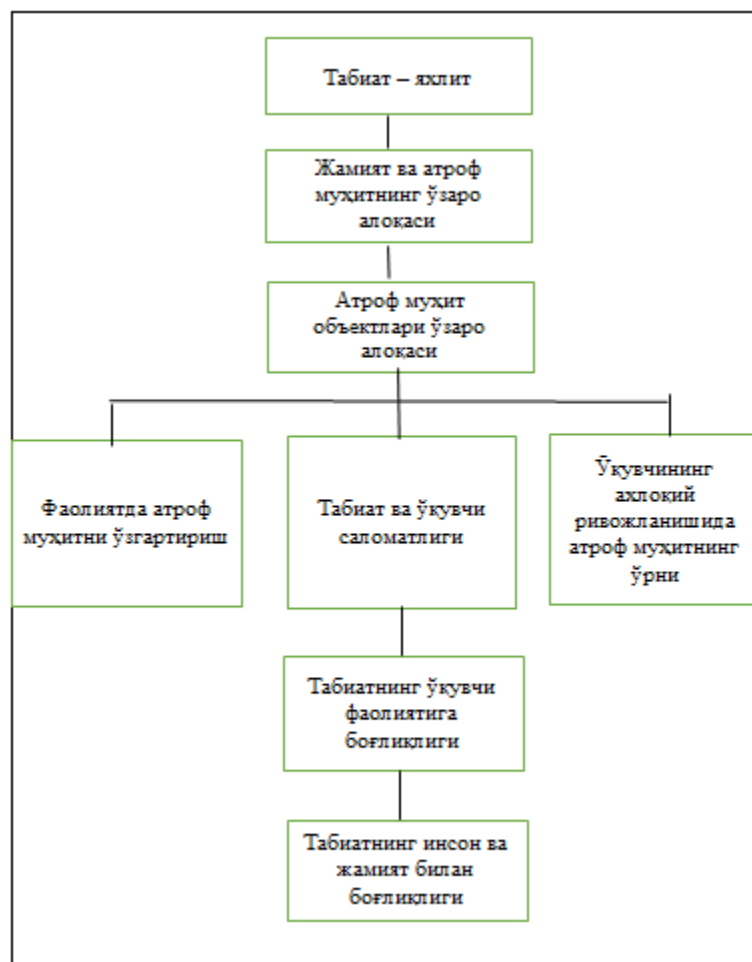 Табиат – яхлит
Жамият ва атроф
муҳитнинг ўзаро
алоқаси
Атроф муҳит
объектлари ўзаро
алоқаси
Фаолиятда атроф
муҳитни ўзгартириш
Табиат ва ўқувчи
саломатлиги
Ўқувчининг
ахлоқий
ривожланишида
атроф муҳитнинг
ўрни
Табиатнинг ўқувчи
фаолиятига
боғлиқлиги
Табиатнинг инсон ва
жамият билан
боғлиқлиги